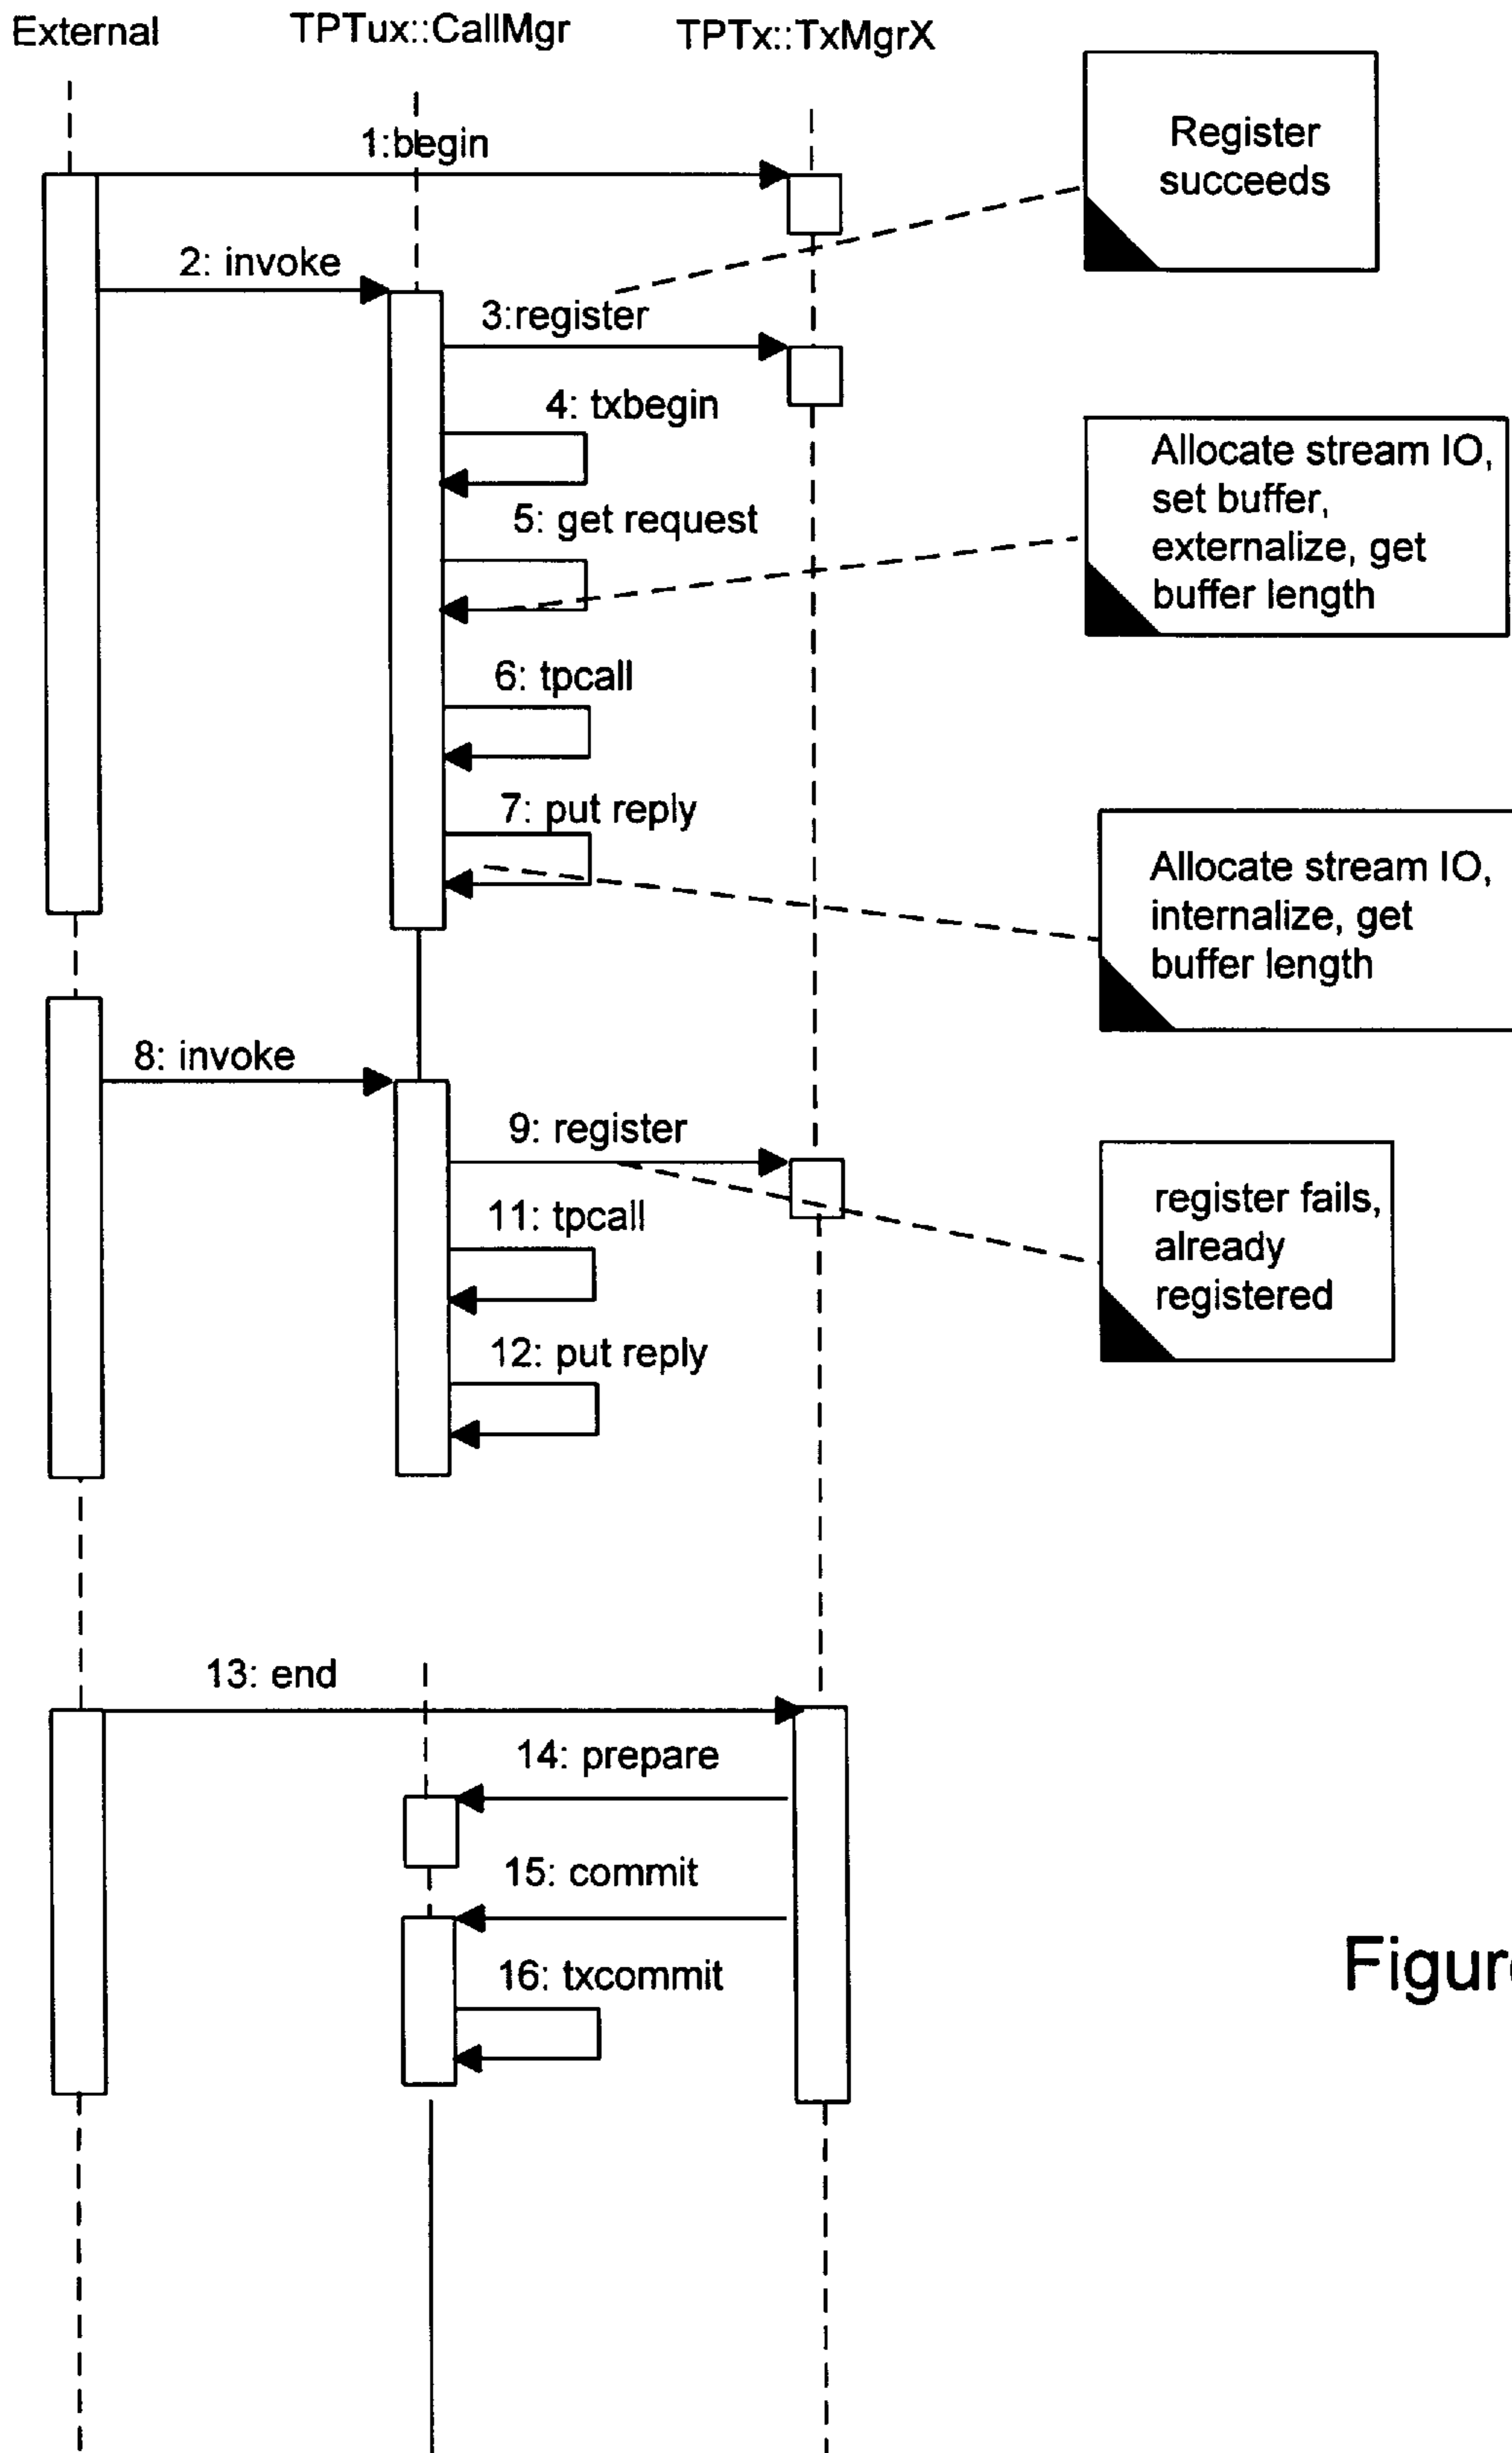 External
TPTux::CallMgr
TPTx::TxMgrX
1:begin
Register
succeeds
2: invoke
3:register
4: txbegin
Allocate stream IO,
set buffer,
externalize, get
buffer length
5: get request
6: tpcall
7: put reply
Allocate stream IO,
internalize, get
buffer length
8: invoke
9: register
register fails,
already
registered
11: tpcall
12: put reply
13: end
14: prepare
15: commit
16: txcommit